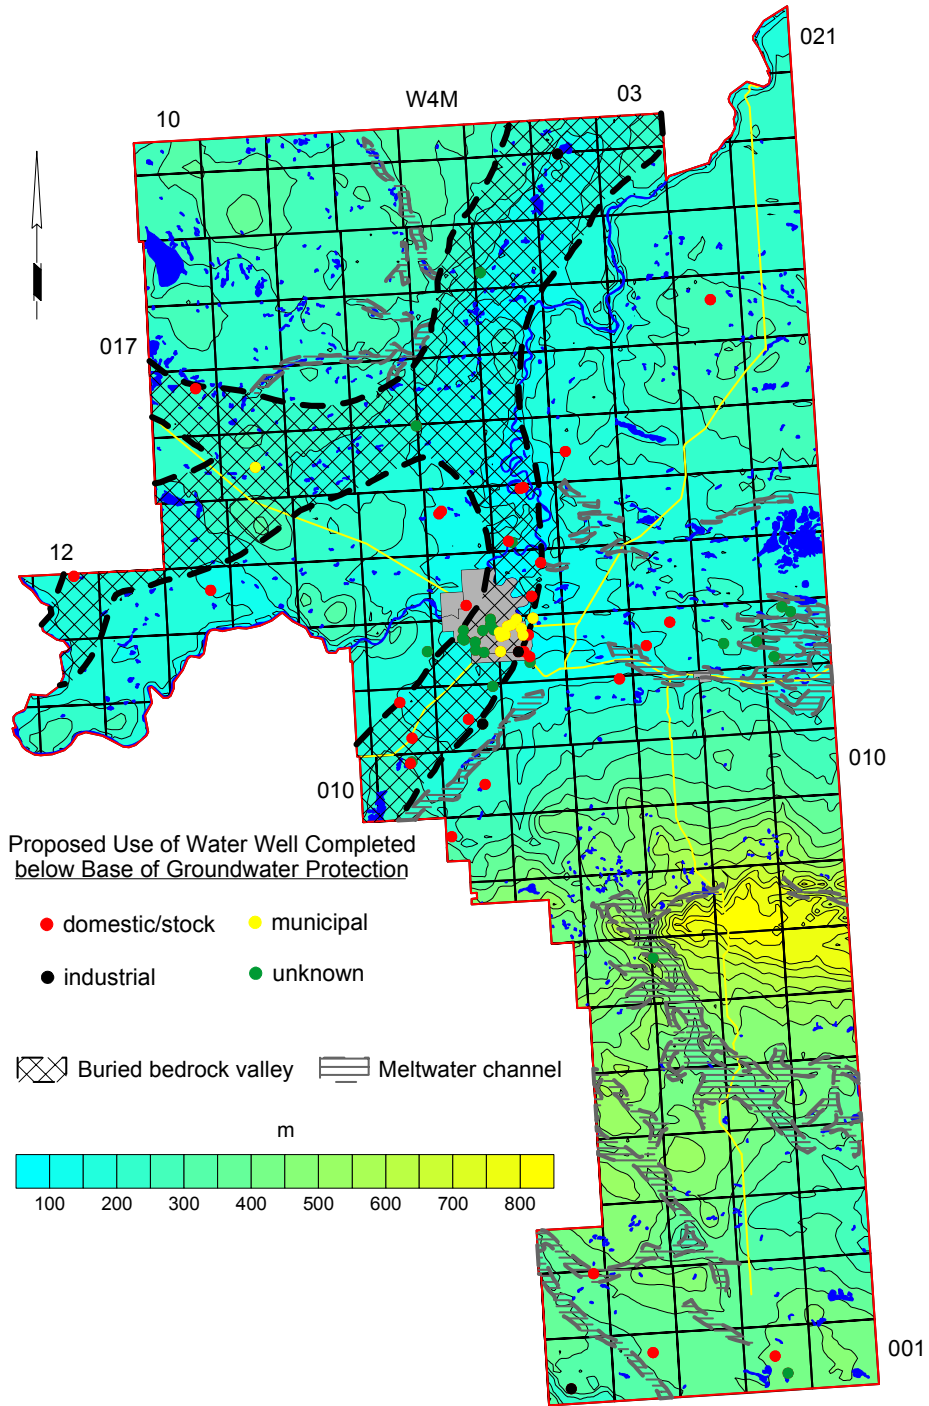 021
W4M
03
10
017
12
010
010
Proposed Use of Water Well Completed
below Base of Groundwater Protection
domestic/stock
municipal
industrial
unknown
Buried bedrock valley
Meltwater channel
m
100 200 300 400 500 600 700 800
001